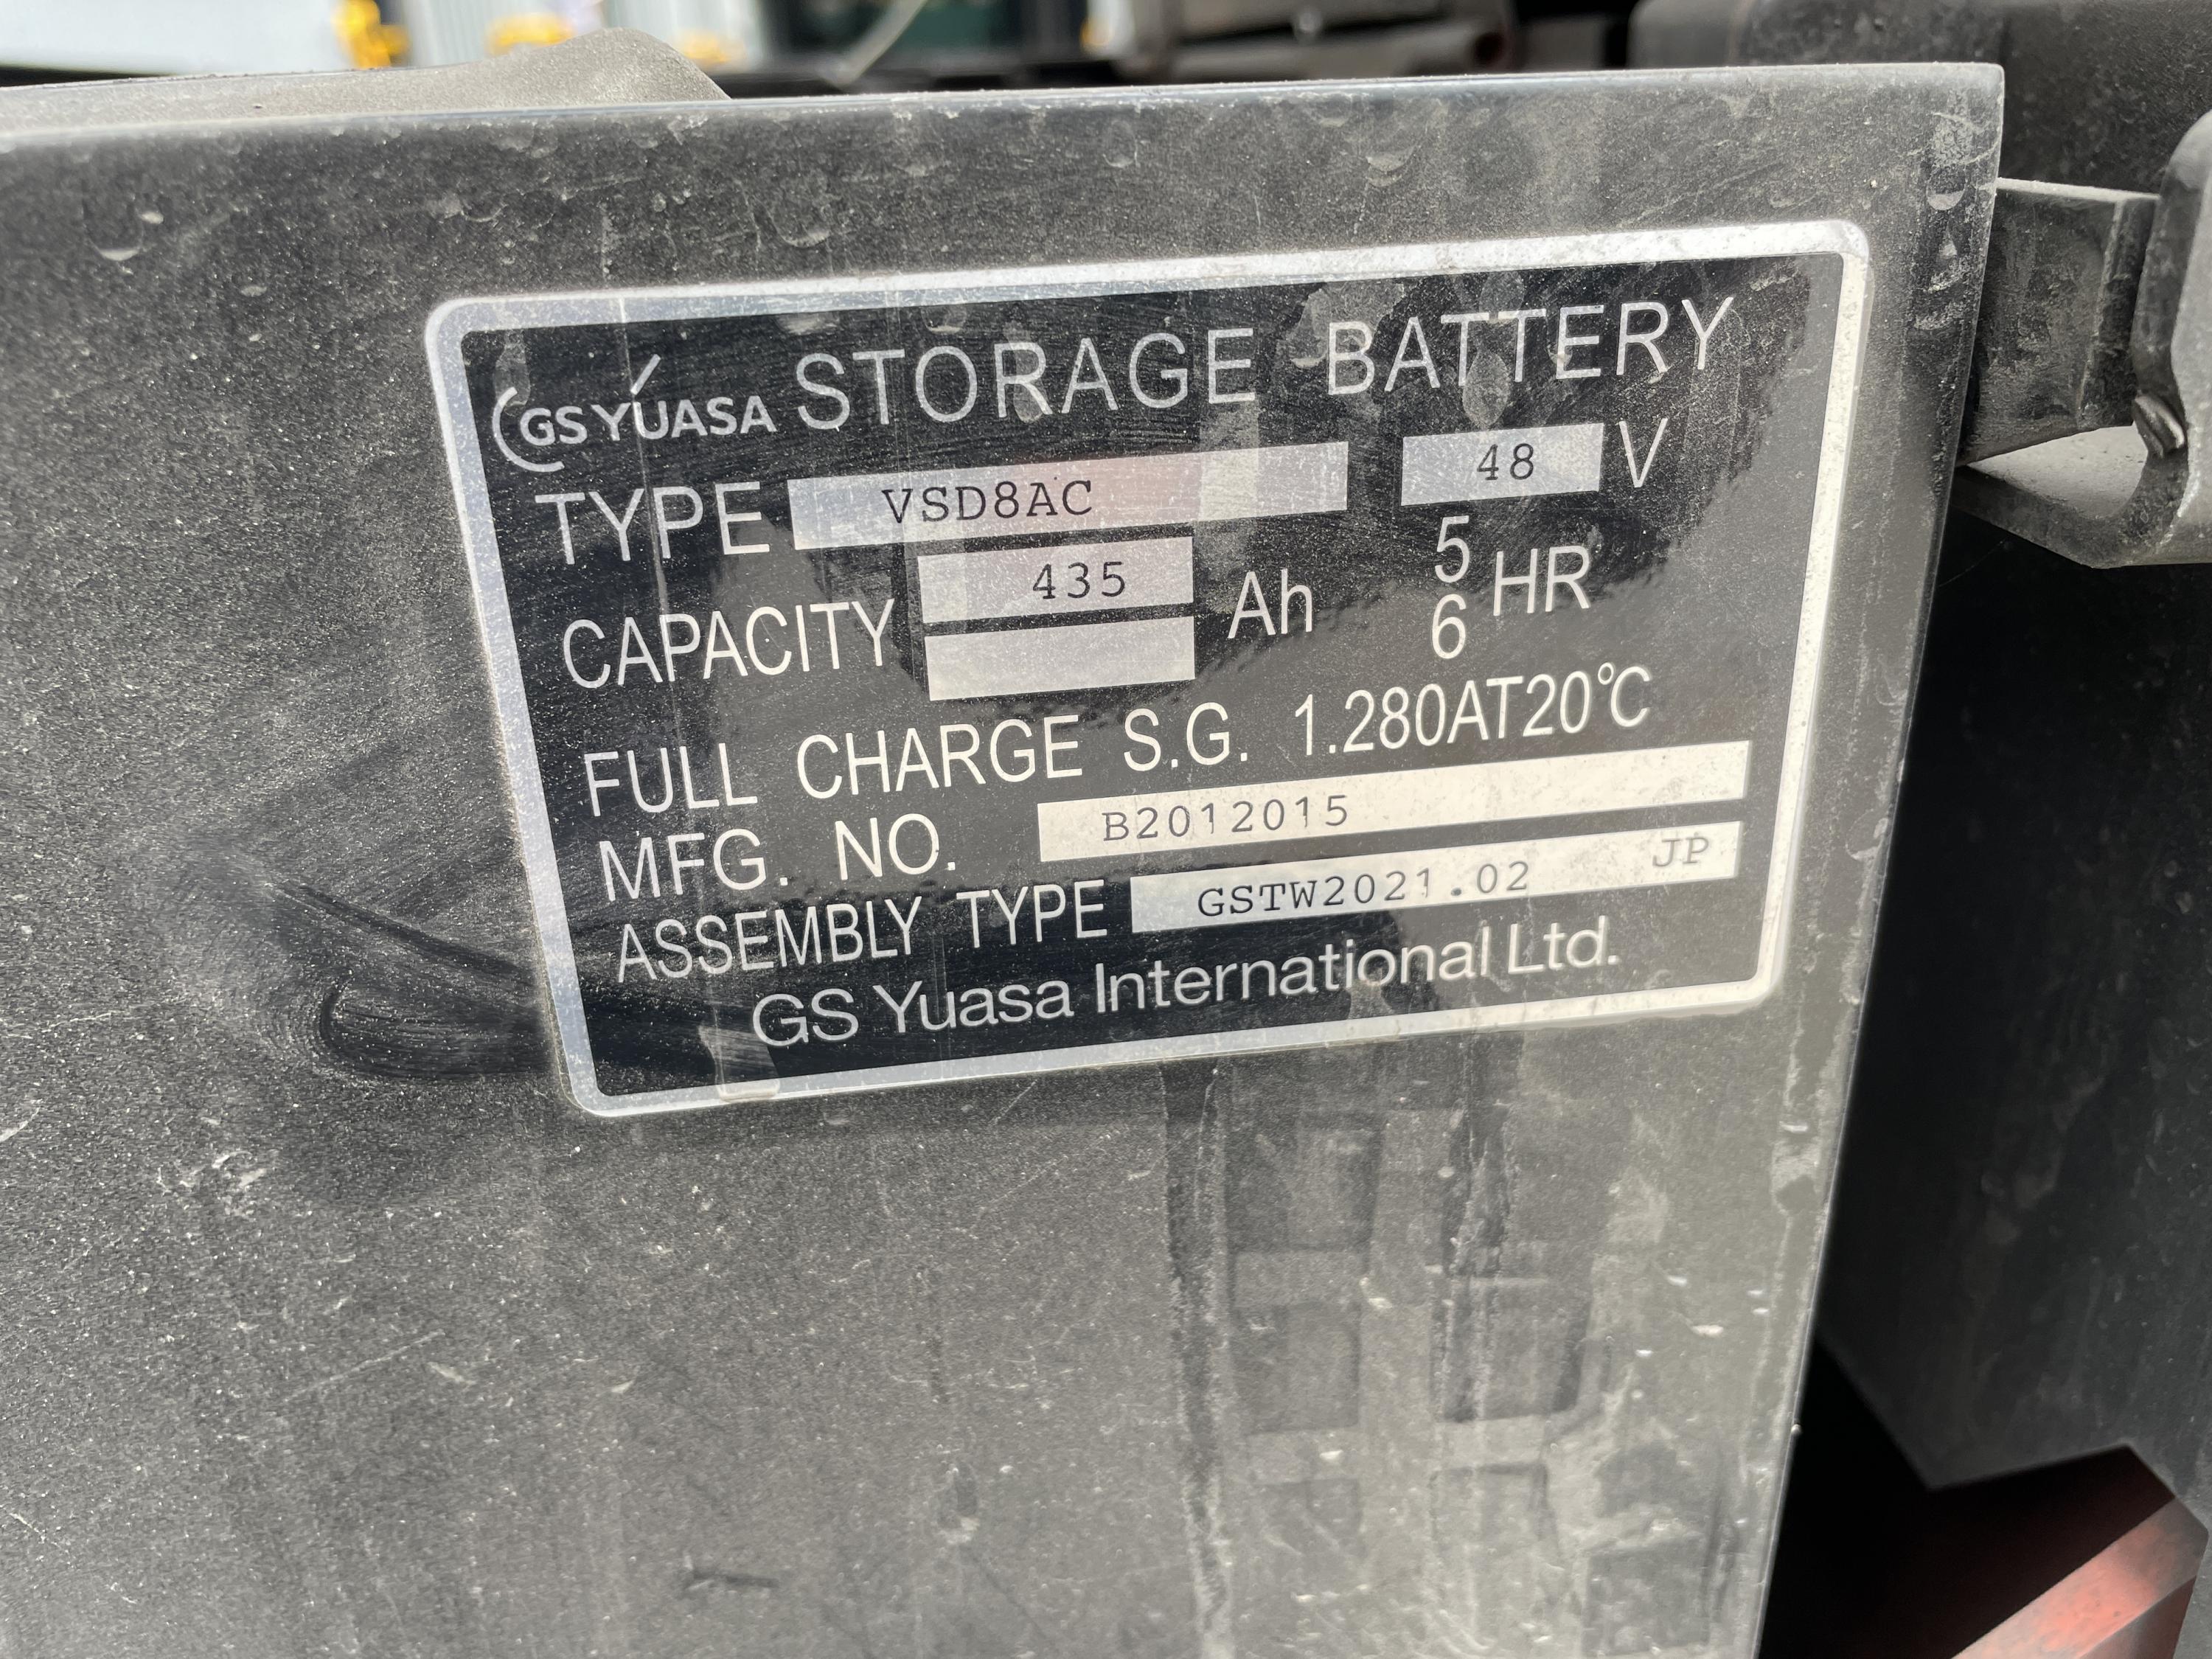 GS YUASA STORAGE BATTERY
TYPE VSD8AC 48 V
CAPACITY 435 Ah 5 HR
6
FULL CHARGE S.G. 1.280AT20℃
MFG. NO. B2012015
ASSEMBLY TYPE GSTW2021.02 JP
GS Yuasa International Ltd.